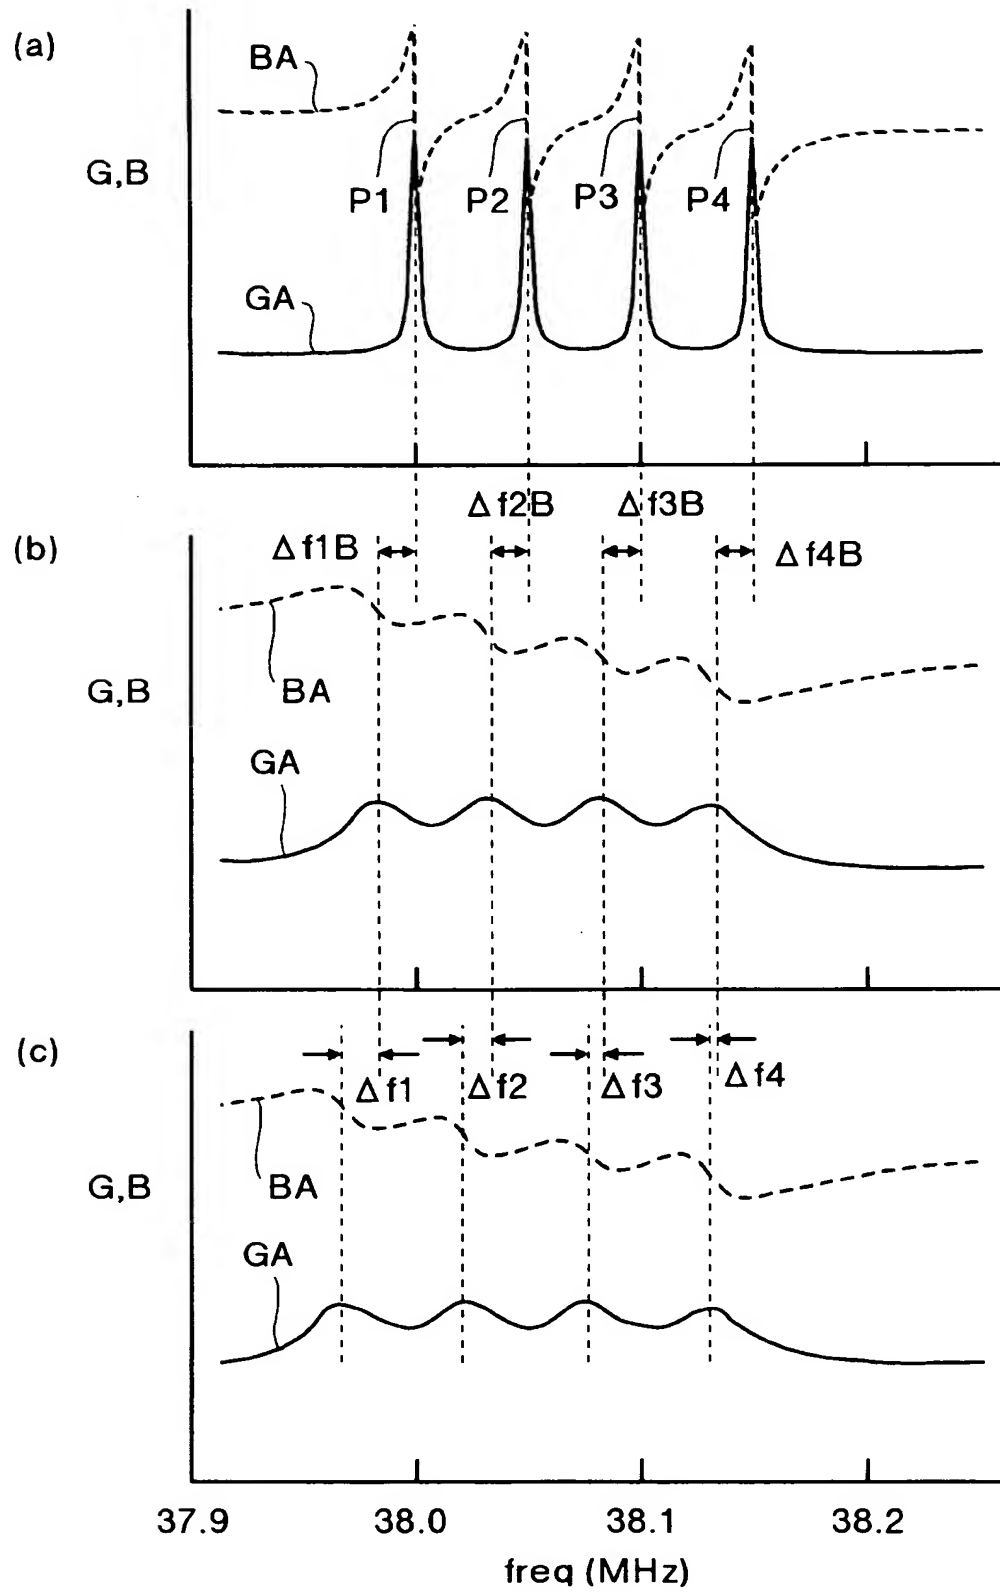 (a)
BA
G,B
P1
P2
P3
P4
GA
Δf2B
Δf3B
(b)
Δf1B
Δf4B
G,B
BA
GA
(c)
Δf1
Δf2
Δf3
Δf4
G,B
BA
GA
37.9
38.0
38.1
38.2
freq (MHz)